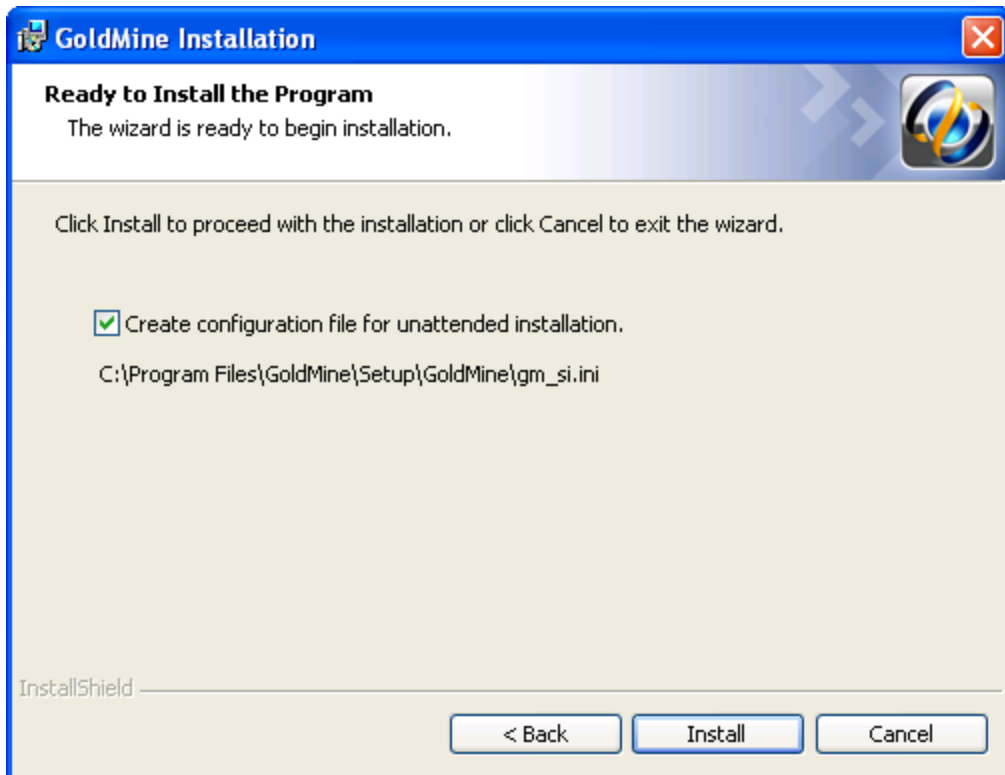 GoldMine Installation
Ready to Install the Program
The wizard is ready to begin installation.
Click Install to proceed with the installation or click Cancel to exit the wizard.
Create configuration file for unattended installation.
C:\Program Files\GoldMine\Setup\GoldMine\gm_si.ini
InstallShield
< Back Install Cancel